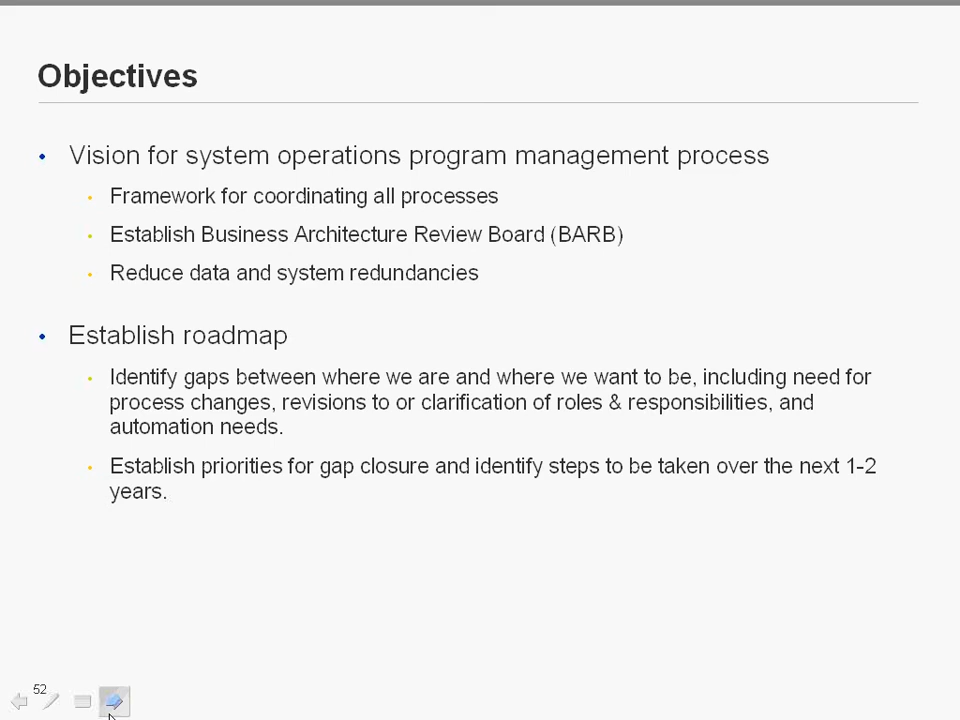 Objectives
• Vision for system operations program management process
• Framework for coordinating all processes
• Establish Business Architecture Review Board (BARB)
• Reduce data and system redundancies
• Establish roadmap
• Identify gaps between where we are and where we want to be, including need for
process changes, revisions to or clarification of roles & responsibilities, and
automation needs.
• Establish priorities for gap closure and identify steps to be taken over the next 1-2
years.
52